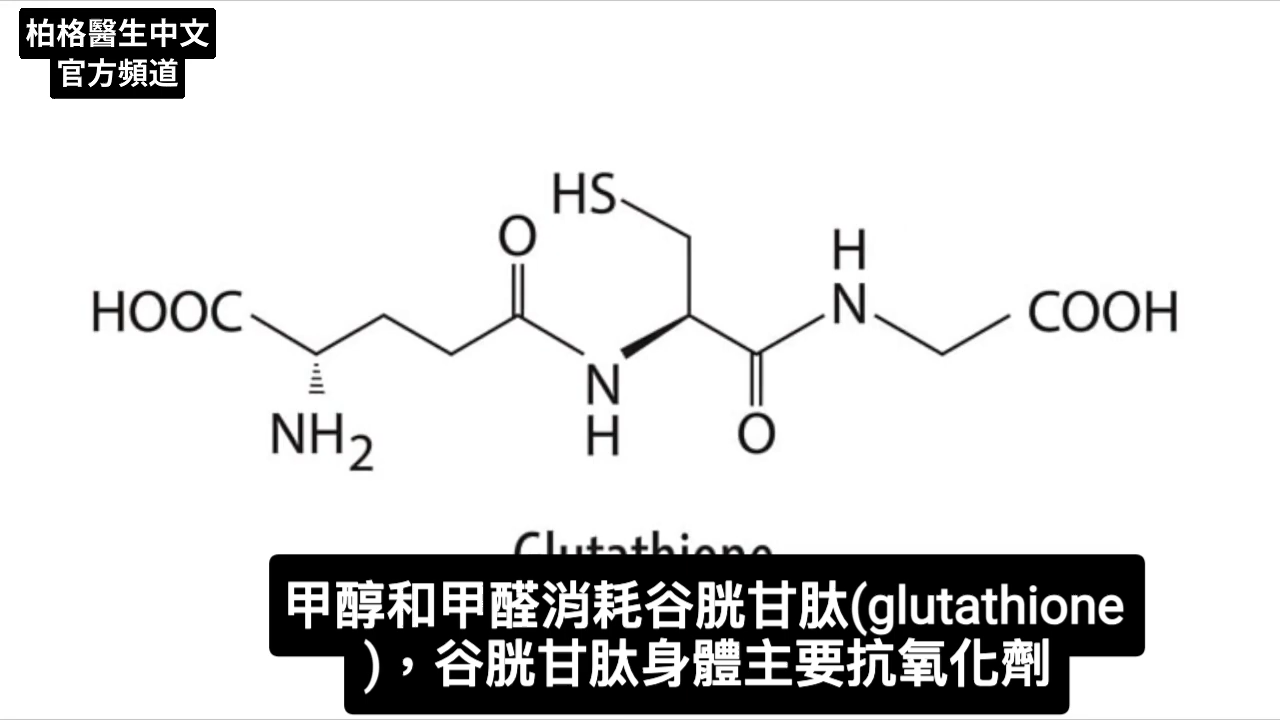 柏格醫生中文
官方頻道
HS
O
H
HOOC
N
COOH
NH2
N
H
O
Glutathione
甲醇和甲醛消耗谷胱甘肽(glutathione
)，谷胱甘肽身體主要抗氧化劑